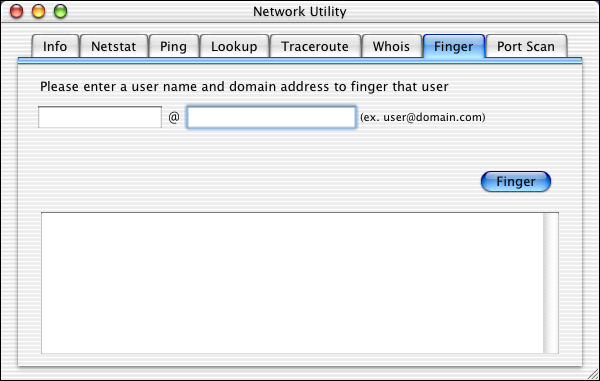 Network Utility
Info Netstat Ping Lookup Traceroute Whois Finger Port Scan
Please enter a user name and domain address to finger that user
@ (ex. user@domain.com)
Finger